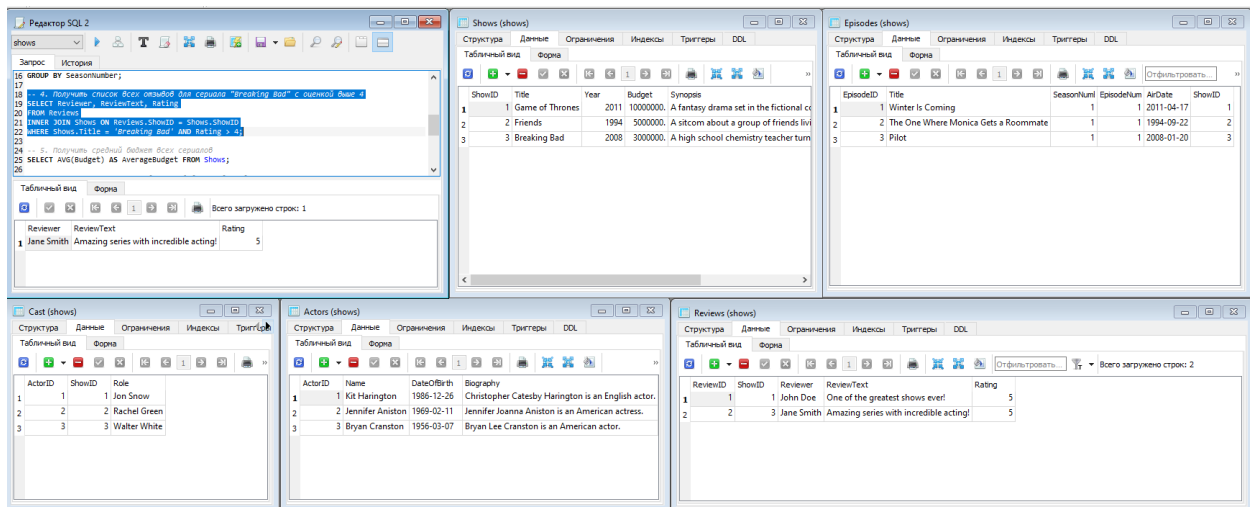 Редактор SQL 2
shows
Запрос История
16 GROUP BY SeasonNumber;
17
18 -- 4. Получить список всех отзывов для сериала "Breaking Bad" с оценкой выше 4
19 SELECT Reviewer, ReviewText, Rating
20 FROM Reviews
21 INNER JOIN Shows ON Reviews.ShowID = Shows.ShowID
22 WHERE Shows.Title = 'Breaking Bad' AND Rating > 4;
23
24 -- 5. Получить средний бюджет всех сериалов
25 SELECT AVG(Budget) AS AverageBudget FROM Shows;
26
Табличный вид Форма
1 Всего загружено строк: 1
Reviewer ReviewText Rating
1 Jane Smith Amazing series with incredible acting! 5
Shows (shows)
Структура Данные Ограничения Индексы Триггеры DDL
Табличный вид Форма
1 »
ShowID Title Year Budget Synopsis
1 1 Game of Thrones 2011 10000000. A fantasy drama set in the fictional co
2 2 Friends 1994 5000000. A sitcom about a group of friends livi
3 3 Breaking Bad 2008 3000000. A high school chemistry teacher turn
Episodes (shows)
Структура Данные Ограничения Индексы Триггеры DDL
Табличный вид Форма
1 Отфильтровать... »
EpisodeID Title SeasonNuml EpisodeNum AirDate ShowID
1 1 Winter Is Coming 1 1 2011-04-17 1
2 2 The One Where Monica Gets a Roommate 1 1 1994-09-22 2
3 3 Pilot 1 1 2008-01-20 3
Cast (shows)
Структура Данные Ограничения Индексы Триггеры
Табличный вид Форма
1 »
ActorID ShowID Role
1 1 1 Jon Snow
2 2 2 Rachel Green
3 3 3 Walter White
Actors (shows)
Структура Данные Ограничения Индексы Триггеры DDL
Табличный вид Форма
1 »
ActorID Name DateOfBirth Biography
1 1 Kit Harington 1986-12-26 Christopher Catesby Harington is an English actor.
2 2 Jennifer Aniston 1969-02-11 Jennifer Joanna Aniston is an American actress.
3 3 Bryan Cranston 1956-03-07 Bryan Lee Cranston is an American actor.
Reviews (shows)
Структура Данные Ограничения Индексы Триггеры DDL
Табличный вид Форма
1 Отфильтровать... Всего загружено строк: 2
ReviewID ShowID Reviewer ReviewText Rating
1 1 1 John Doe One of the greatest shows ever! 5
2 2 3 Jane Smith Amazing series with incredible acting! 5